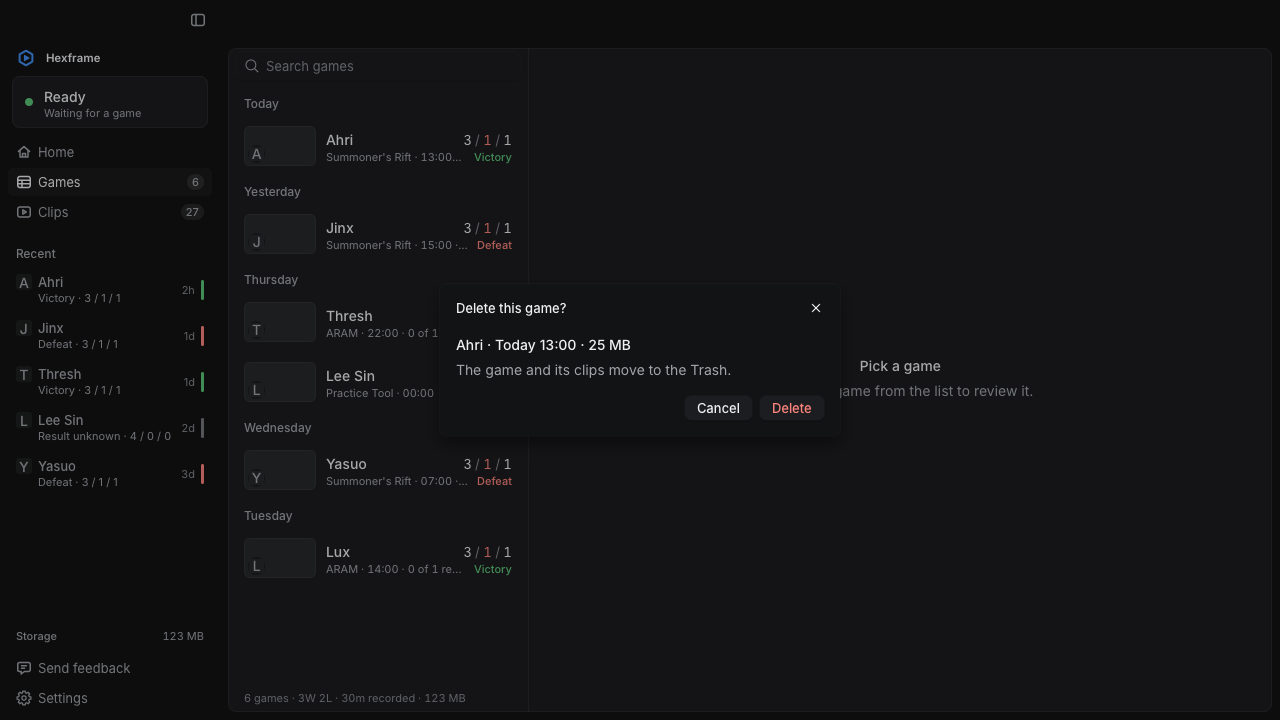 Hexframe
Ready
Waiting for a game
Home
Games 6
Clips 27
Recent
A Ahri
Victory · 3 / 1 / 1 2h
J Jinx
Defeat · 3 / 1 / 1 1d
T Thresh
Victory · 3 / 1 / 1 1d
L Lee Sin
Result unknown · 4 / 0 / 0 2d
Y Yasuo
Defeat · 3 / 1 / 1 3d
Storage 123 MB
Send feedback
Settings
Search games
Today
A Ahri 3 / 1 / 1
Summoner's Rift · 13:00... Victory
Yesterday
J Jinx 3 / 1 / 1
Summoner's Rift · 15:00 ·... Defeat
Thursday
T Thresh
ARAM · 22:00 · 0 of 1
L Lee Sin
Practice Tool · 00:00
Wednesday
Y Yasuo 3 / 1 / 1
Summoner's Rift · 07:00 ·... Defeat
Tuesday
L Lux 3 / 1 / 1
ARAM · 14:00 · 0 of 1 re... Victory
6 games · 3W 2L · 30m recorded · 123 MB
Delete this game?
Ahri · Today 13:00 · 25 MB
The game and its clips move to the Trash.
Cancel Delete
Pick a game
game from the list to review it.